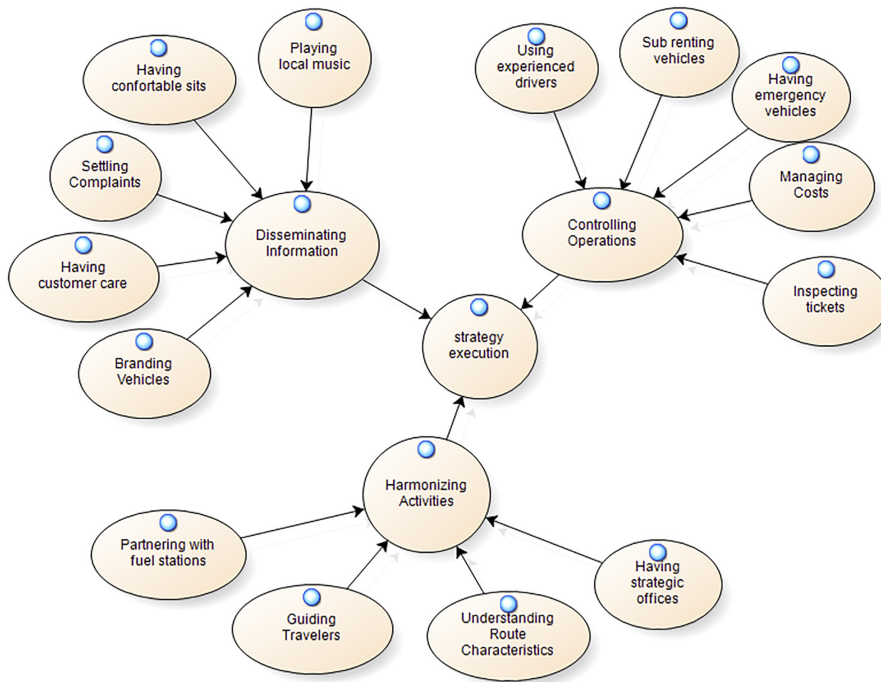 Playing
local music
Having
confortable sits
Settling
Complaints
Having
customer care
Branding
Vehicles
Disseminating
Information
Using
experienced
drivers
Sub renting
vehicles
Having
emergency
vehicles
Managing
Costs
Inspecting
tickets
Controlling
Operations
strategy
execution
Harmonizing
Activities
Partnering with
fuel stations
Guiding
Travelers
Understanding
Route
Characteristics
Having
strategic
offices